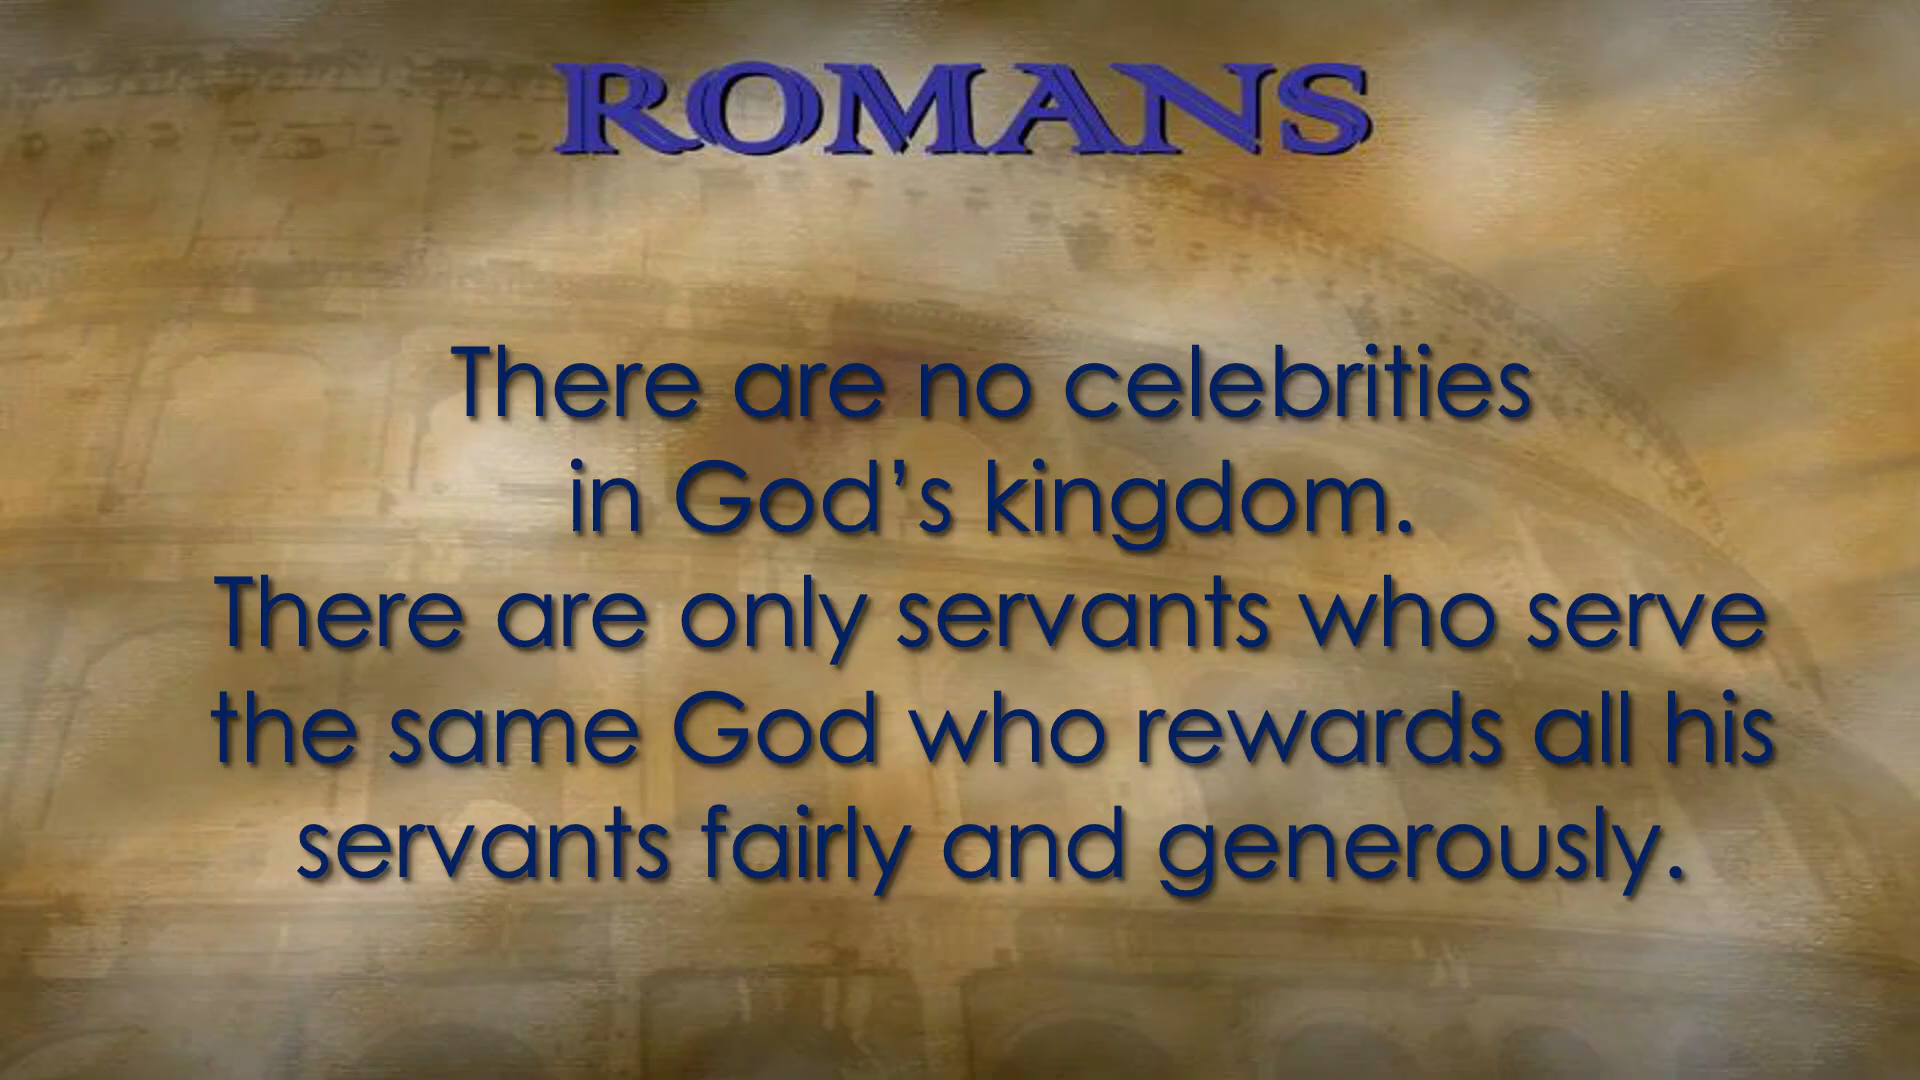 ROMANS
There are no celebrities
in God’s kingdom.
There are only servants who serve
the same God who rewards all his
servants fairly and generously.